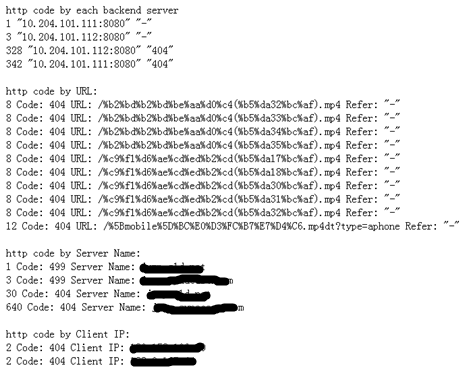 http code by each backend server
1 "10.204.101.111:8080" "-"
3 "10.204.101.112:8080" "-"
328 "10.204.101.112:8080" "404"
342 "10.204.101.111:8080" "404"
http code by URL:
8 Code: 404 URL: /%b2%bd%b2%bd%be%aa%d0%c4(%b5%da32%bc%af).mp4 Refer: "-"
8 Code: 404 URL: /%b2%bd%b2%bd%be%aa%d0%c4(%b5%da33%bc%af).mp4 Refer: "-"
8 Code: 404 URL: /%b2%bd%b2%bd%be%aa%d0%c4(%b5%da34%bc%af).mp4 Refer: "-"
8 Code: 404 URL: /%b2%bd%b2%bd%be%aa%d0%c4(%b5%da35%bc%af).mp4 Refer: "-"
8 Code: 404 URL: /%c9%f1%d6%ae%cd%ed%b2%cd(%b5%da17%bc%af).mp4 Refer: "-"
8 Code: 404 URL: /%c9%f1%d6%ae%cd%ed%b2%cd(%b5%da18%bc%af).mp4 Refer: "-"
8 Code: 404 URL: /%c9%f1%d6%ae%cd%ed%b2%cd(%b5%da30%bc%af).mp4 Refer: "-"
8 Code: 404 URL: /%c9%f1%d6%ae%cd%ed%b2%cd(%b5%da31%bc%af).mp4 Refer: "-"
8 Code: 404 URL: /%c9%f1%d6%ae%cd%ed%b2%cd(%b5%da32%bc%af).mp4 Refer: "-"
12 Code: 404 URL: /%5Bmobile%5D%BC%E0%D3%FC%B7%E7%D4%C6.mp4dt?type=aphone Refer: "-"
http code by Server Name:
1 Code: 499 Server Name:
3 Code: 499 Server Name:
30 Code: 404 Server Name:
640 Code: 404 Server Name:
http code by Client IP:
2 Code: 404 Client IP:
2 Code: 404 Client IP: